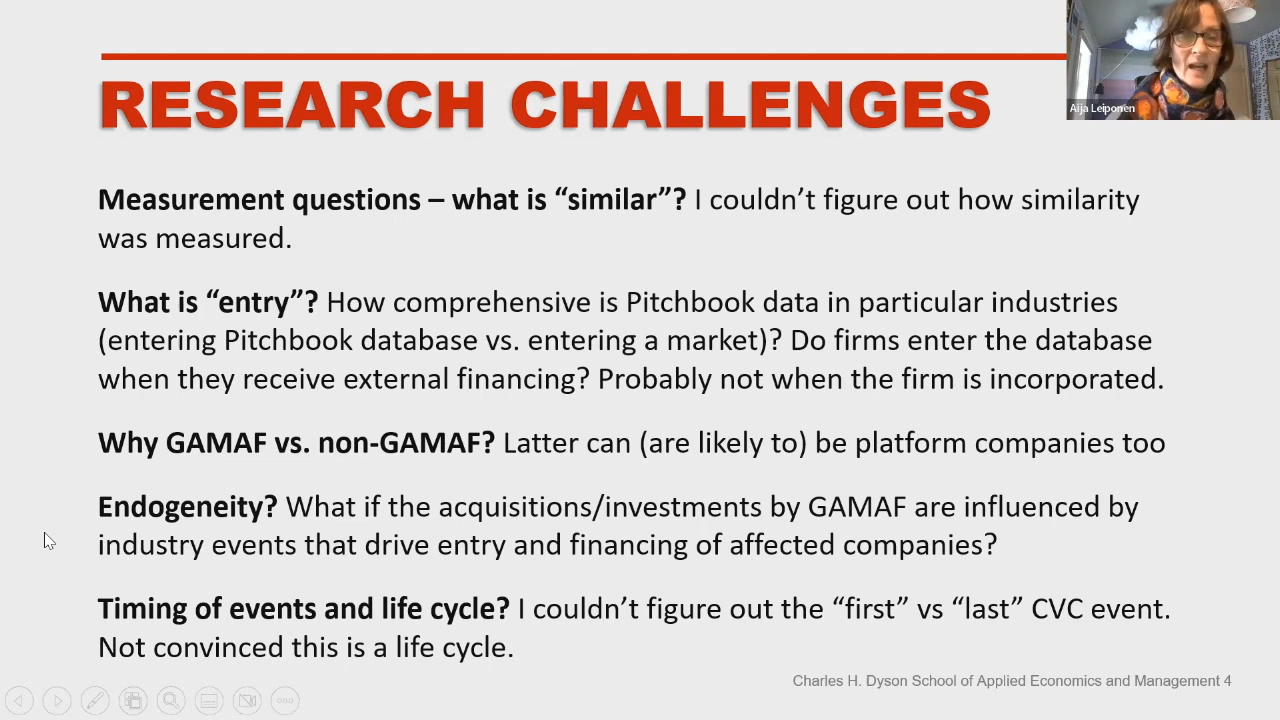 RESEARCH CHALLENGES
Aija Leiponen
Measurement questions – what is “similar”? I couldn’t figure out how similarity
was measured.
What is “entry”? How comprehensive is Pitchbook data in particular industries
(entering Pitchbook database vs. entering a market)? Do firms enter the database
when they receive external financing? Probably not when the firm is incorporated.
Why GAMAF vs. non-GAMAF? Latter can (are likely to) be platform companies too
Endogeneity? What if the acquisitions/investments by GAMAF are influenced by
industry events that drive entry and financing of affected companies?
Timing of events and life cycle? I couldn’t figure out the “first” vs “last” CVC event.
Not convinced this is a life cycle.
Charles H. Dyson School of Applied Economics and Management 4